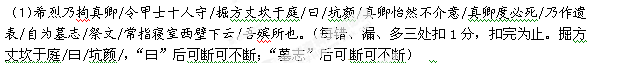 （1）希烈乃拘真卿/令甲士十人守/掘方丈坎于庭/曰/坑颜/真卿怡然不介意/真卿度必死/乃作遗
表/自为墓志/祭文/常指寝室西壁下云/吾殡所也。（每错、漏、多三处扣1分，扣完为止。掘方
丈坎于庭/曰/坑颜/，“曰”后可断可不断；“墓志”后可断可不断）